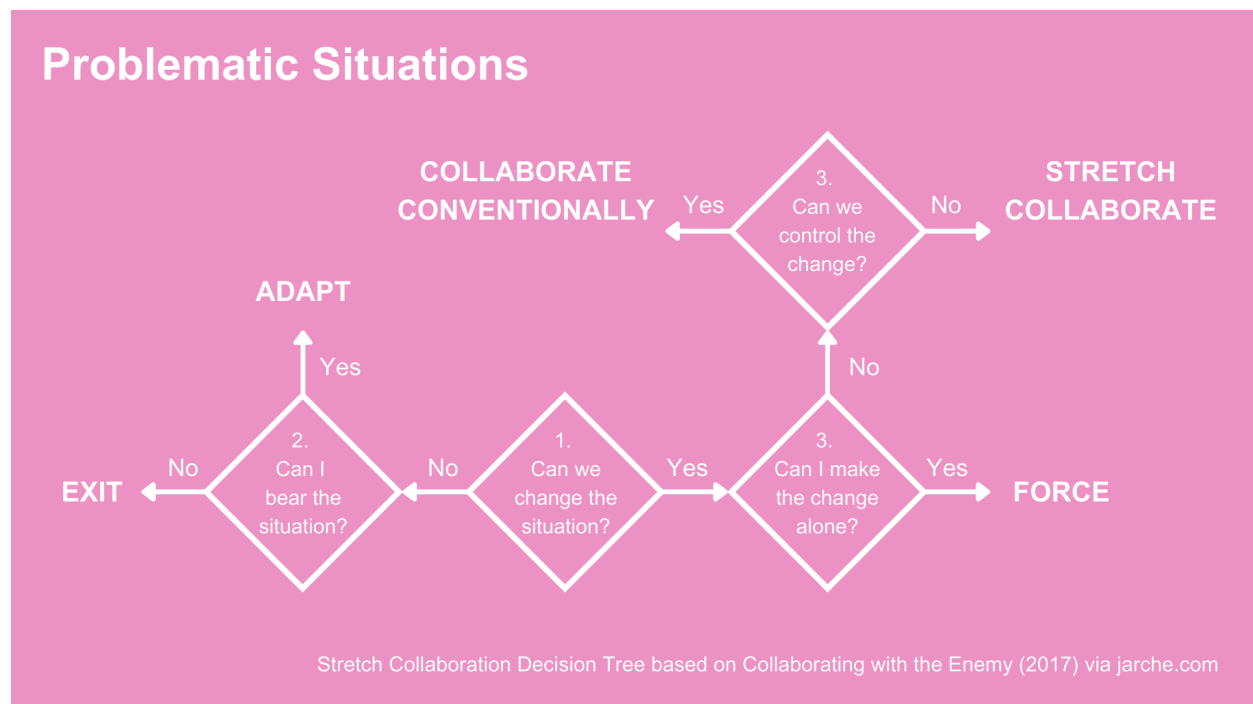 Problematic Situations
COLLABORATE
CONVENTIONALLY
Yes
3.
Can we
control the
change?
No
STRETCH
COLLABORATE
ADAPT
Yes
No
EXIT
No
2.
Can I
bear the
situation?
No
1.
Can we
change the
situation?
Yes
3.
Can I make
the change
alone?
Yes
FORCE
Stretch Collaboration Decision Tree based on Collaborating with the Enemy (2017) via jarche.com